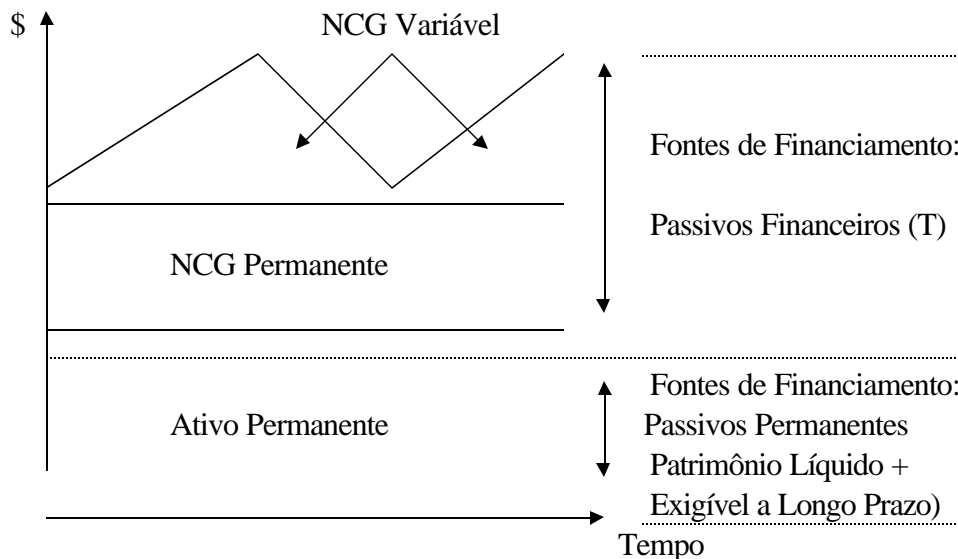 $
NCG Variável
Fontes de Financiamento:
Passivos Financeiros (T)
NCG Permanente
Fontes de Financiamento:
Ativo Permanente
Passivos Permanentes
Patrimônio Líquido +
Exigível a Longo Prazo)
Tempo